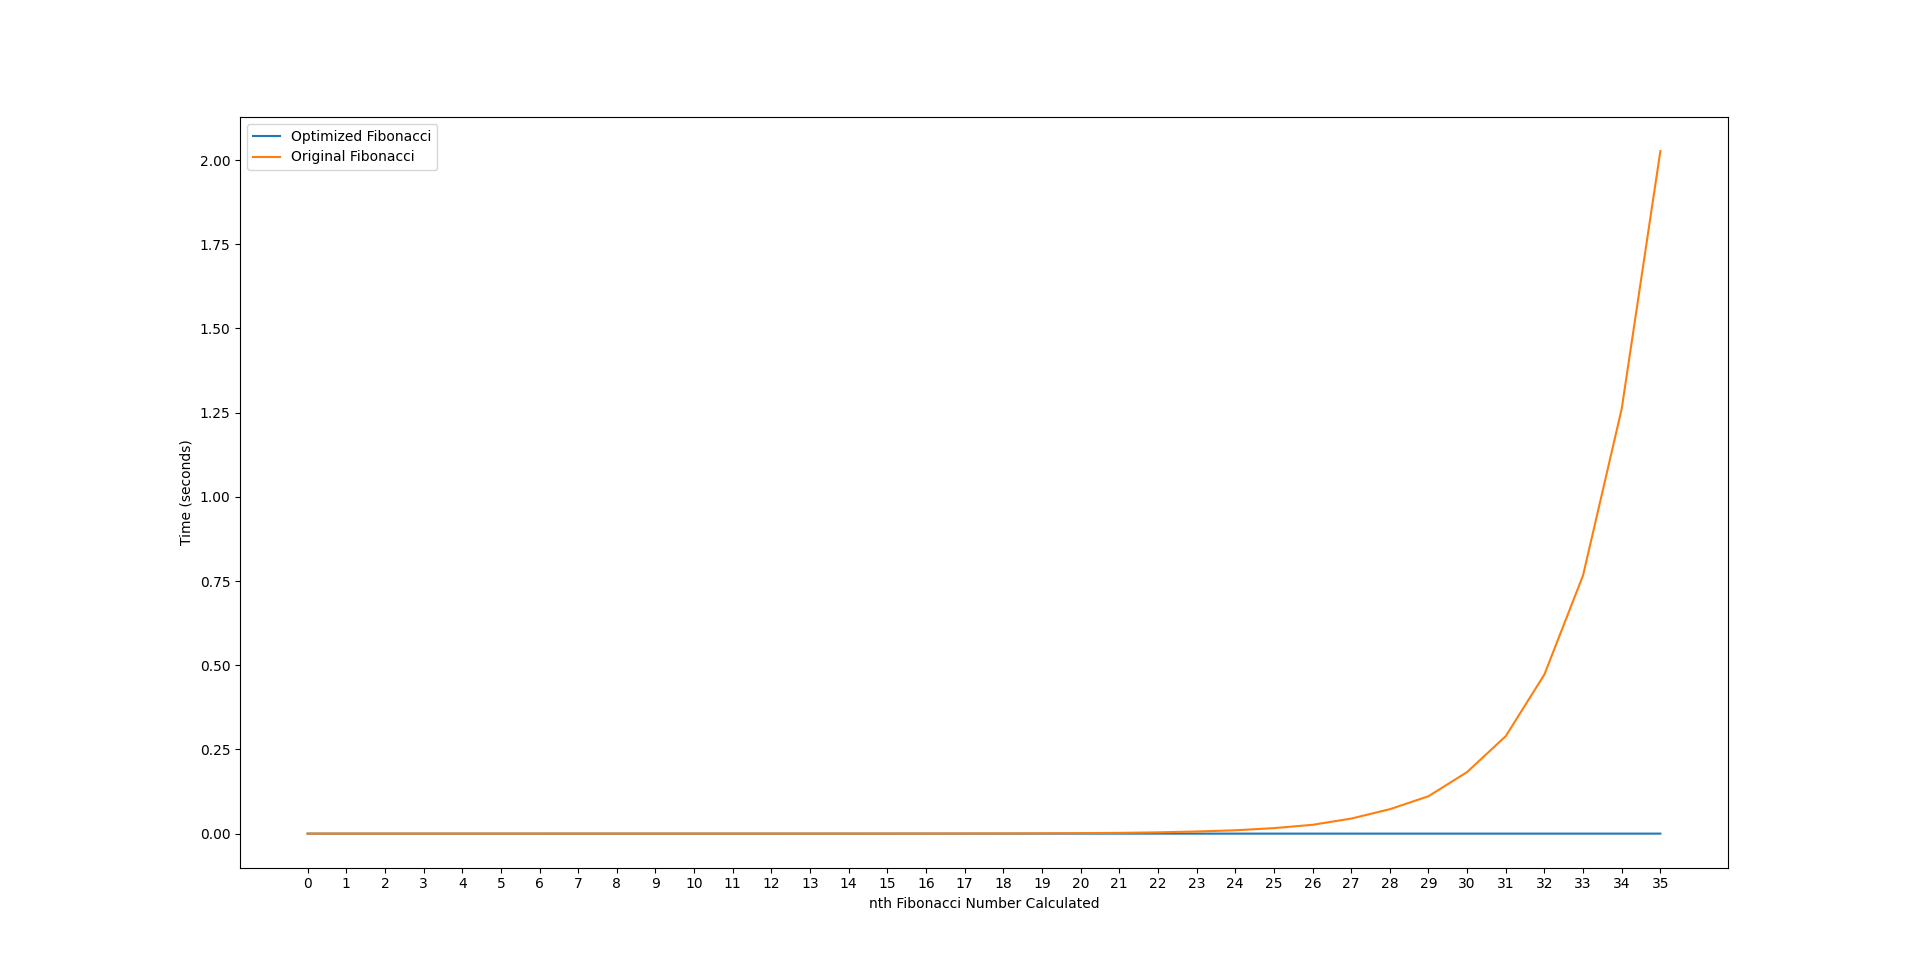 Optimized Fibonacci
Original Fibonacci
2.00
1.75
1.50
1.25
1.00
0.75
0.50
0.25
0.00
Time (seconds)
0 1 2 3 4 5 6 7 8 9 10 11 12 13 14 15 16 17 18 19 20 21 22 23 24 25 26 27 28 29 30 31 32 33 34 35
nth Fibonacci Number Calculated